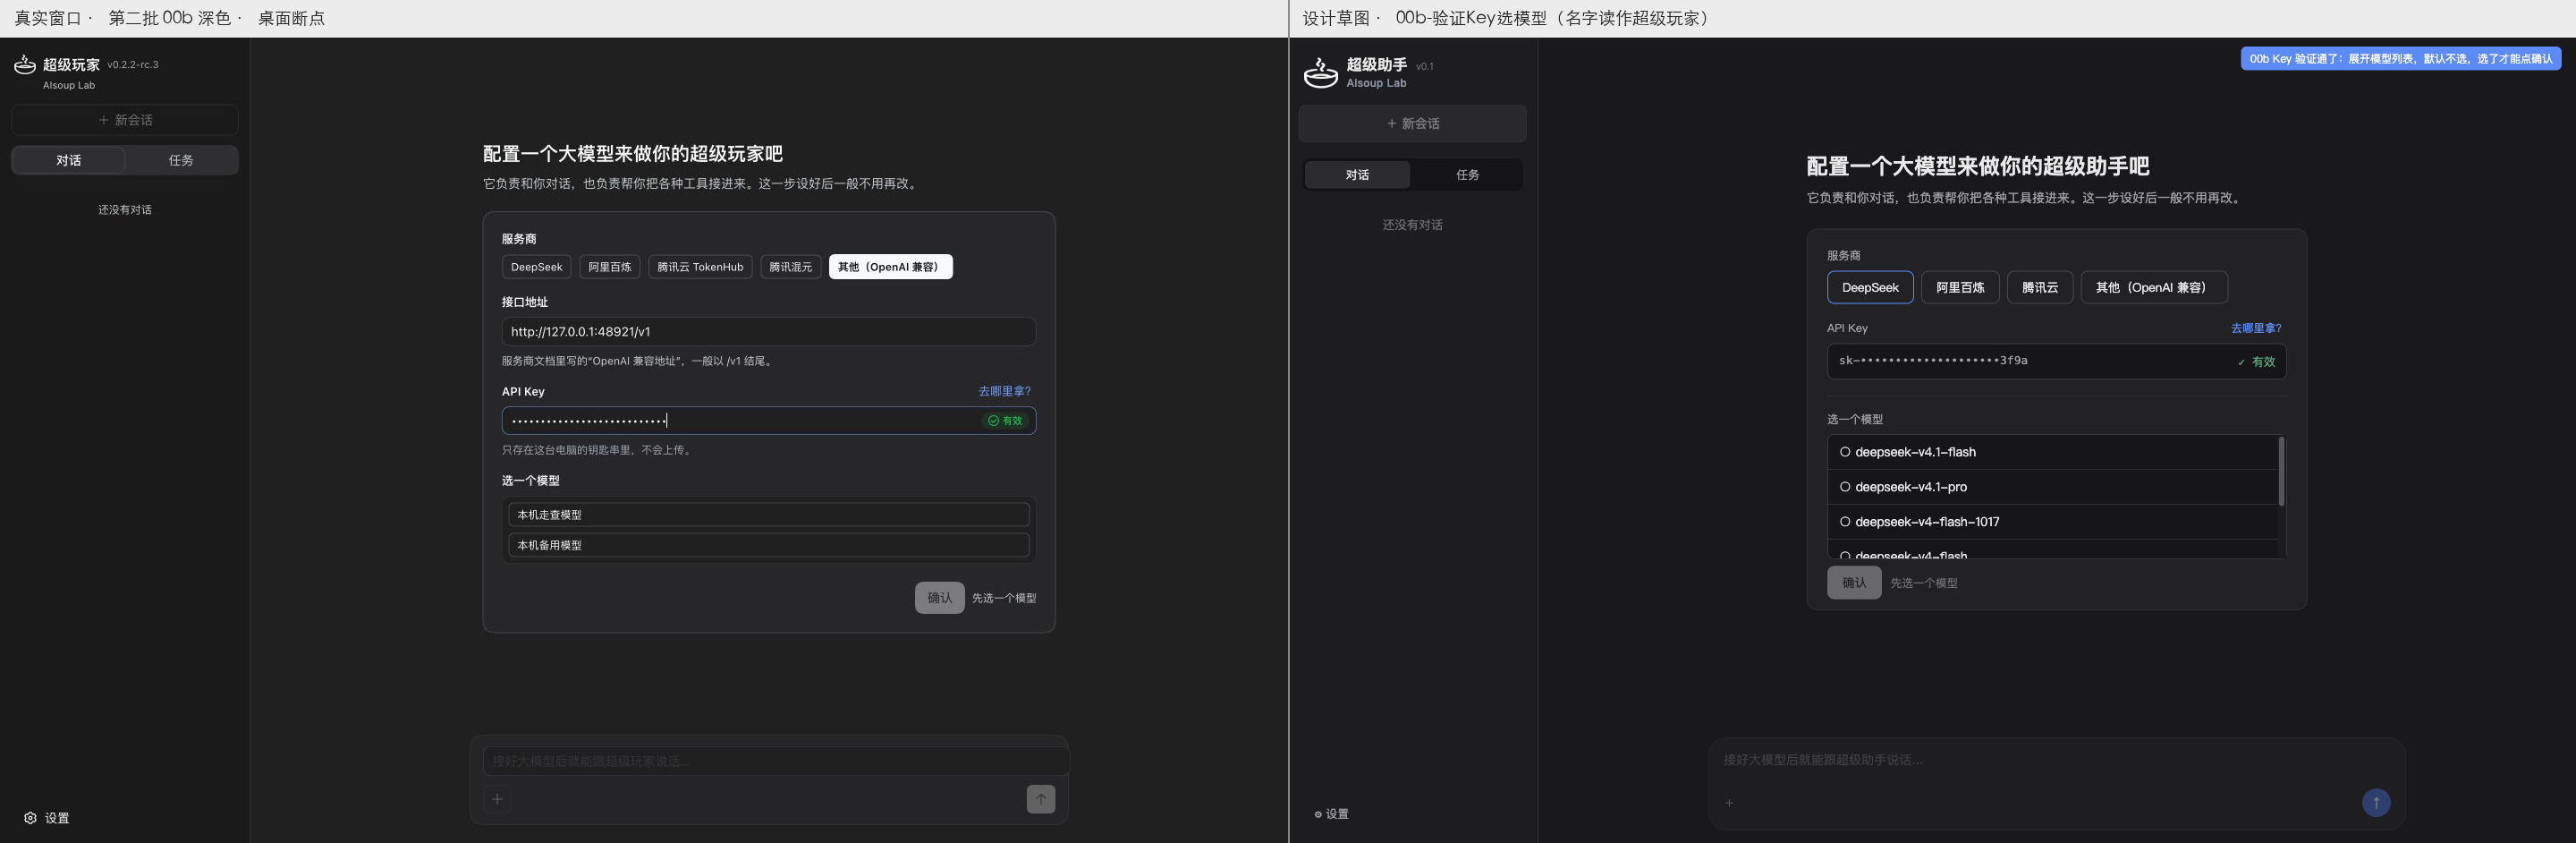 真实窗口 · 第二批 00b 深色 · 桌面断点
超级玩家 v0.2.2-rc.3
AIsoup Lab
+ 新会话
对话 任务
还没有对话
设置
配置一个大模型来做你的超级玩家吧
它负责和你对话，也负责帮你把各种工具接进来。这一步设好后一般不用再改。
服务商
DeepSeek 阿里百炼 腾讯云 TokenHub 腾讯混元 其他（OpenAI 兼容）
接口地址
http://127.0.0.1:48921/v1
服务商文档里写的“OpenAI 兼容地址”，一般以 /v1 结尾。
API Key 去哪里拿?
••••••••••••••••••••••••••• 有效
只存在这台电脑的钥匙串里，不会上传。
选一个模型
本机走查模型
本机备用模型
确认 先选一个模型
接好大模型后就能跟超级玩家说话...
+ ↑
设计草图 · 00b-验证Key选模型（名字读作超级玩家）
00b Key 验证通了：展开模型列表，默认不选，选了才能点确认
超级助手 v0.1
AIsoup Lab
+ 新会话
对话 任务
还没有对话
设置
配置一个大模型来做你的超级助手吧
它负责和你对话，也负责帮你把各种工具接进来。这一步设好后一般不用再改。
服务商
DeepSeek 阿里百炼 腾讯云 其他（OpenAI 兼容）
API Key 去哪里拿?
sk-••••••••••••••••••••3f9a ✓ 有效
选一个模型
deepseek-v4.1-flash
deepseek-v4.1-pro
deepseek-v4-flash-1017
deepseek-v4-flash
确认 先选一个模型
接好大模型后就能跟超级助手说话...
+ ↑